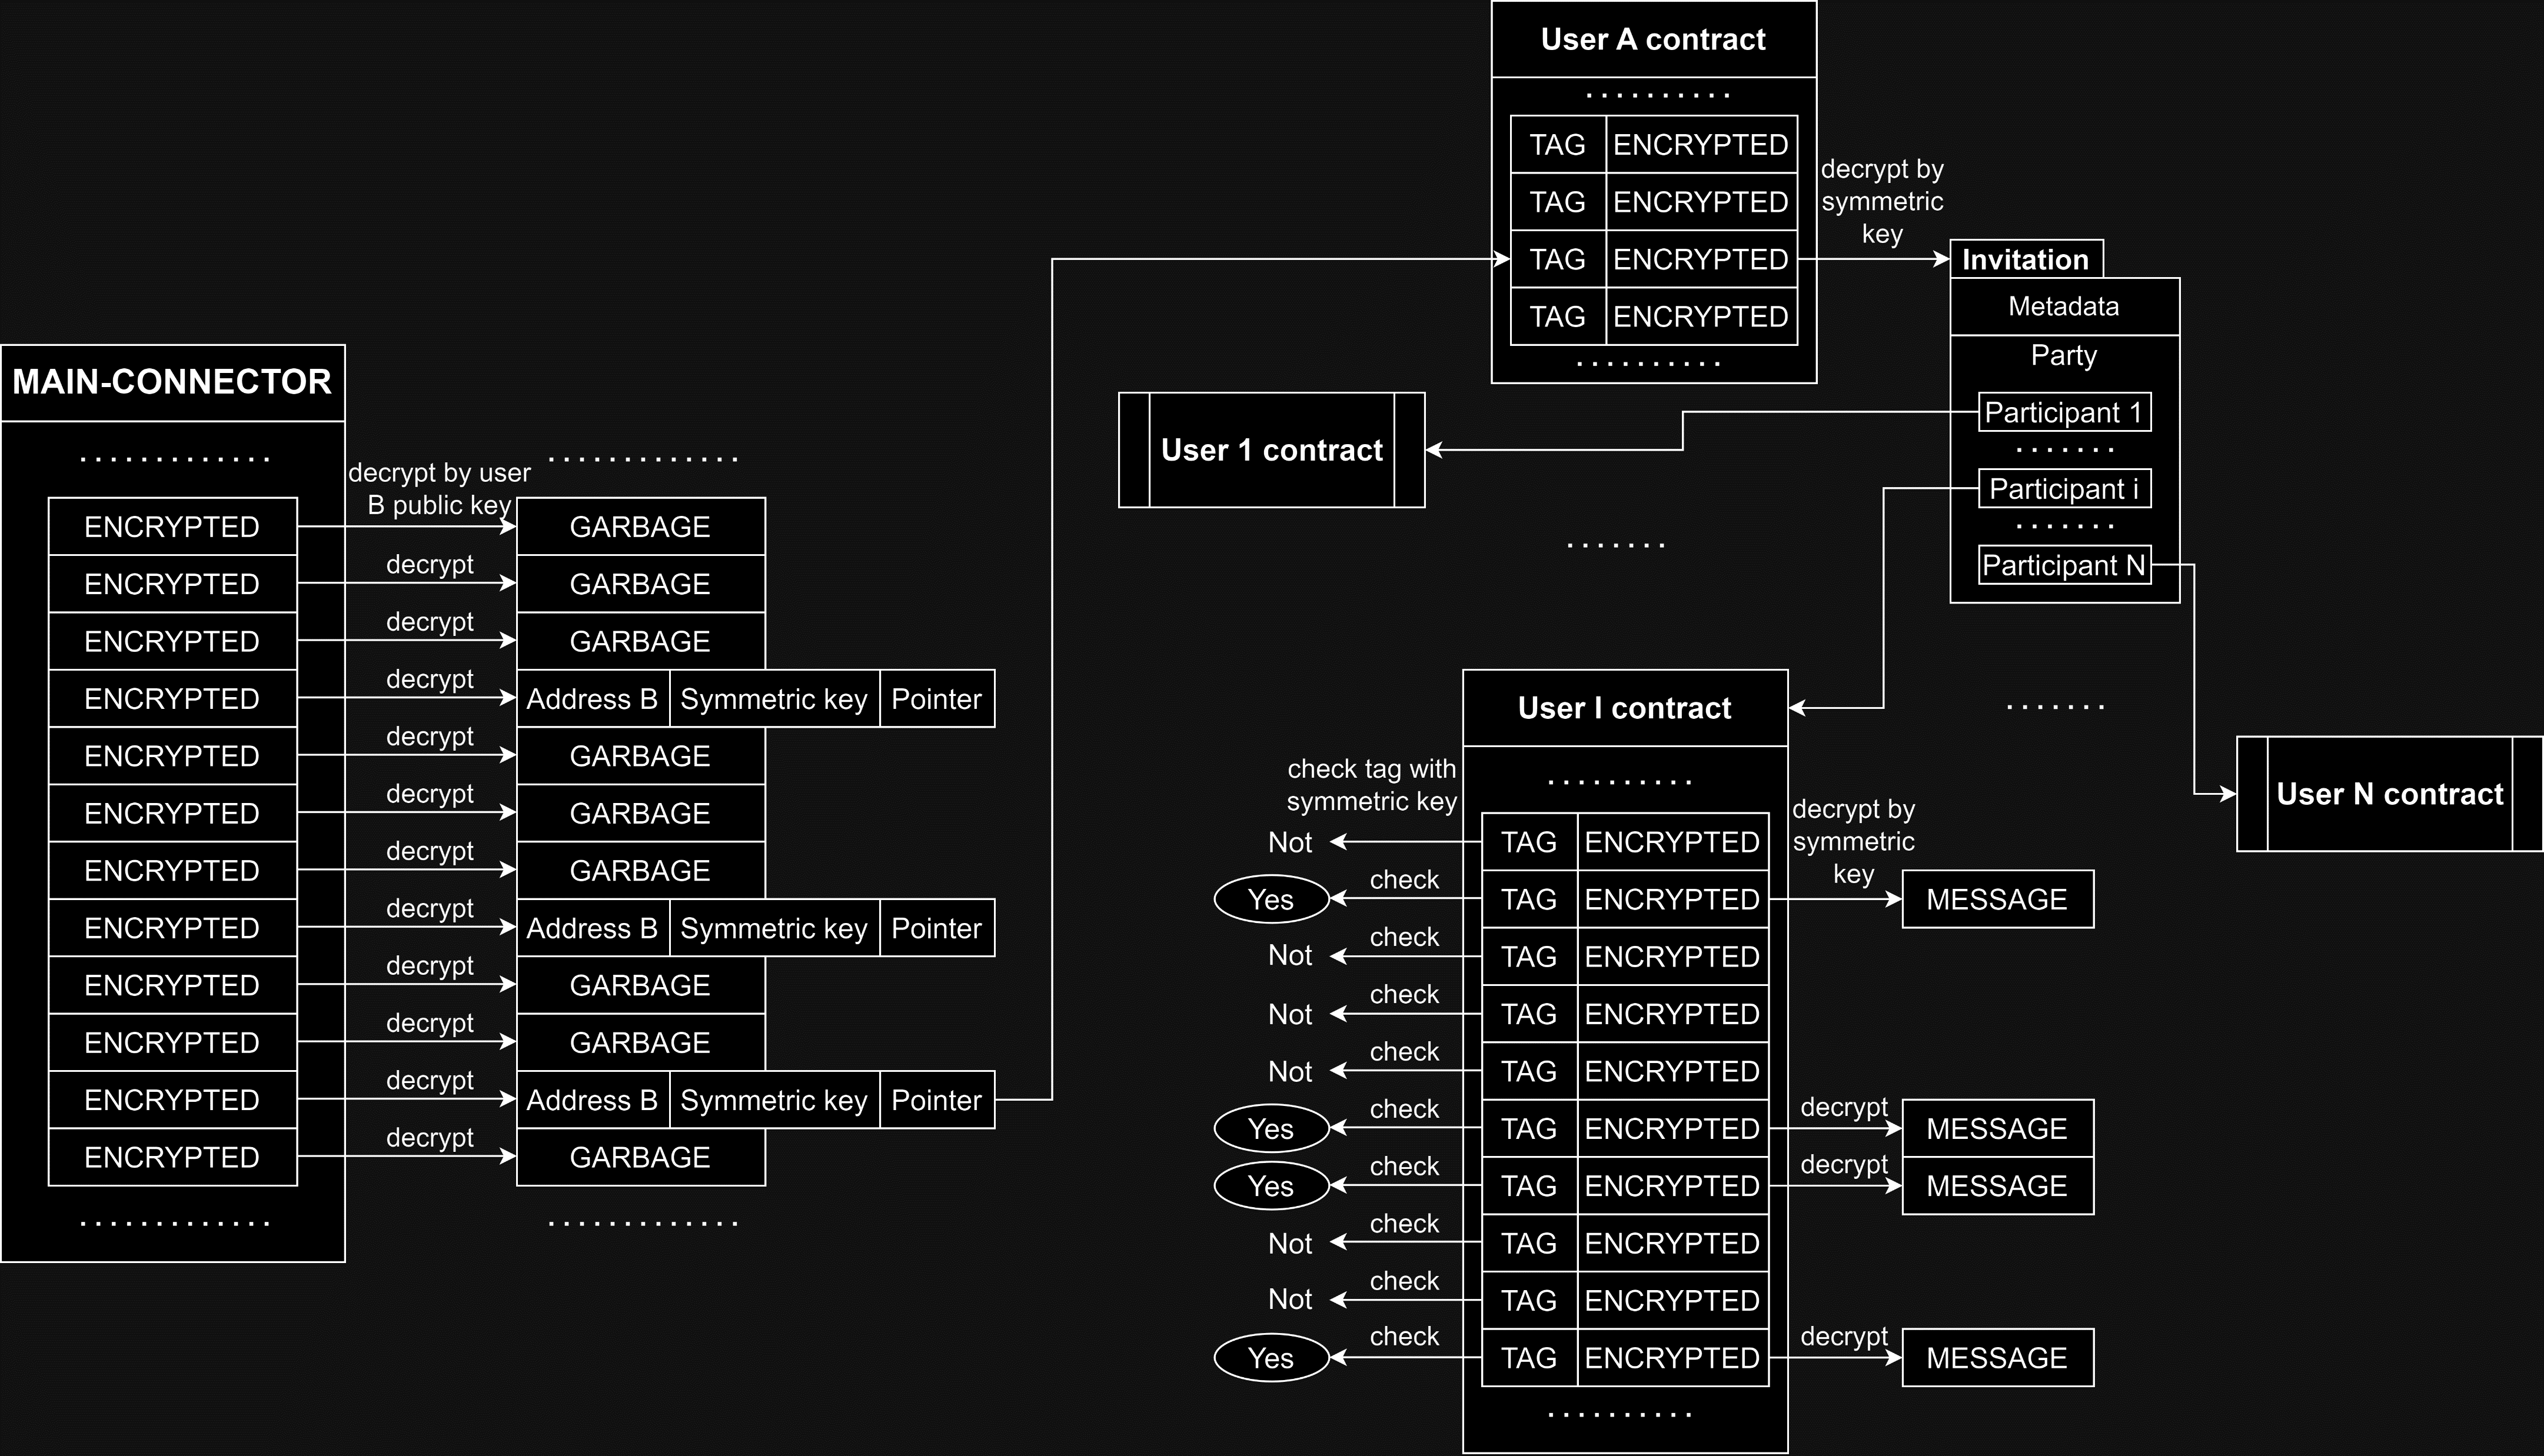 User A contract
. . . . . . . . . .
TAG ENCRYPTED
TAG ENCRYPTED
TAG ENCRYPTED
TAG ENCRYPTED
. . . . . . . . . .
decrypt by
symmetric
key
Invitation
Metadata
Party
Participant 1
. . . . . . .
Participant i
. . . . . . .
Participant N
User 1 contract
. . . . . . .
. . . . . . .
User N contract
MAIN-CONNECTOR
. . . . . . . . . . . . .
decrypt by user
B public key
. . . . . . . . . . . . .
ENCRYPTED GARBAGE
ENCRYPTED decrypt GARBAGE
ENCRYPTED decrypt GARBAGE
ENCRYPTED decrypt Address B Symmetric key Pointer
ENCRYPTED decrypt GARBAGE
ENCRYPTED decrypt GARBAGE
ENCRYPTED decrypt GARBAGE
ENCRYPTED decrypt Address B Symmetric key Pointer
ENCRYPTED decrypt GARBAGE
ENCRYPTED decrypt GARBAGE
ENCRYPTED decrypt Address B Symmetric key Pointer
ENCRYPTED decrypt GARBAGE
. . . . . . . . . . . . .
. . . . . . . . . . . . .
User I contract
. . . . . . . . . .
check tag with
symmetric key
decrypt by
symmetric
key
Not TAG ENCRYPTED
Yes check TAG ENCRYPTED MESSAGE
Not check TAG ENCRYPTED
Not check TAG ENCRYPTED
Not check TAG ENCRYPTED
Yes check TAG ENCRYPTED decrypt MESSAGE
Yes check TAG ENCRYPTED decrypt MESSAGE
Not check TAG ENCRYPTED
Not check TAG ENCRYPTED
Yes check TAG ENCRYPTED decrypt MESSAGE
. . . . . . . . . .